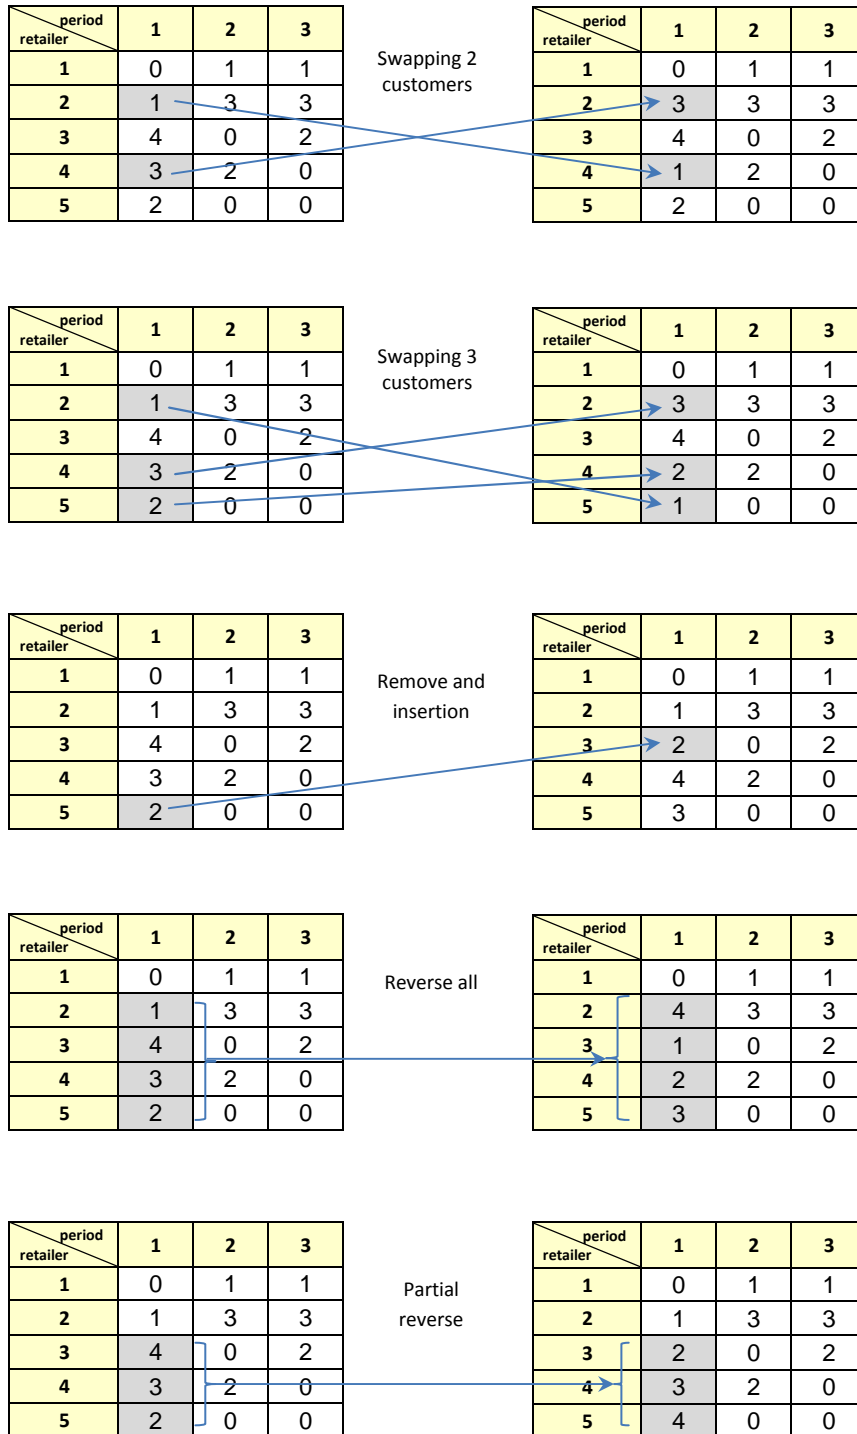 period 1 2 3
retailer
1 0 1 1
2 1 3 3
3 4 0 2
4 3 2 0
5 2 0 0
Swapping 2
customers
period 1 2 3
retailer
1 0 1 1
2 3 3 3
3 4 0 2
4 1 2 0
5 2 0 0
period 1 2 3
retailer
1 0 1 1
2 1 3 3
3 4 0 2
4 3 2 0
5 2 0 0
Swapping 3
customers
period 1 2 3
retailer
1 0 1 1
2 3 3 3
3 4 0 2
4 2 2 0
5 1 0 0
period 1 2 3
retailer
1 0 1 1
2 1 3 3
3 4 0 2
4 3 2 0
5 2 0 0
Remove and
insertion
period 1 2 3
retailer
1 0 1 1
2 1 3 3
3 2 0 2
4 4 2 0
5 3 0 0
period 1 2 3
retailer
1 0 1 1
2 1 3 3
3 4 0 2
4 3 2 0
5 2 0 0
Reverse all
period 1 2 3
retailer
1 0 1 1
2 4 3 3
3 1 0 2
4 2 2 0
5 3 0 0
period 1 2 3
retailer
1 0 1 1
2 1 3 3
3 4 0 2
4 3 2 0
5 2 0 0
Partial
reverse
period 1 2 3
retailer
1 0 1 1
2 1 3 3
3 2 0 2
4 3 2 0
5 4 0 0